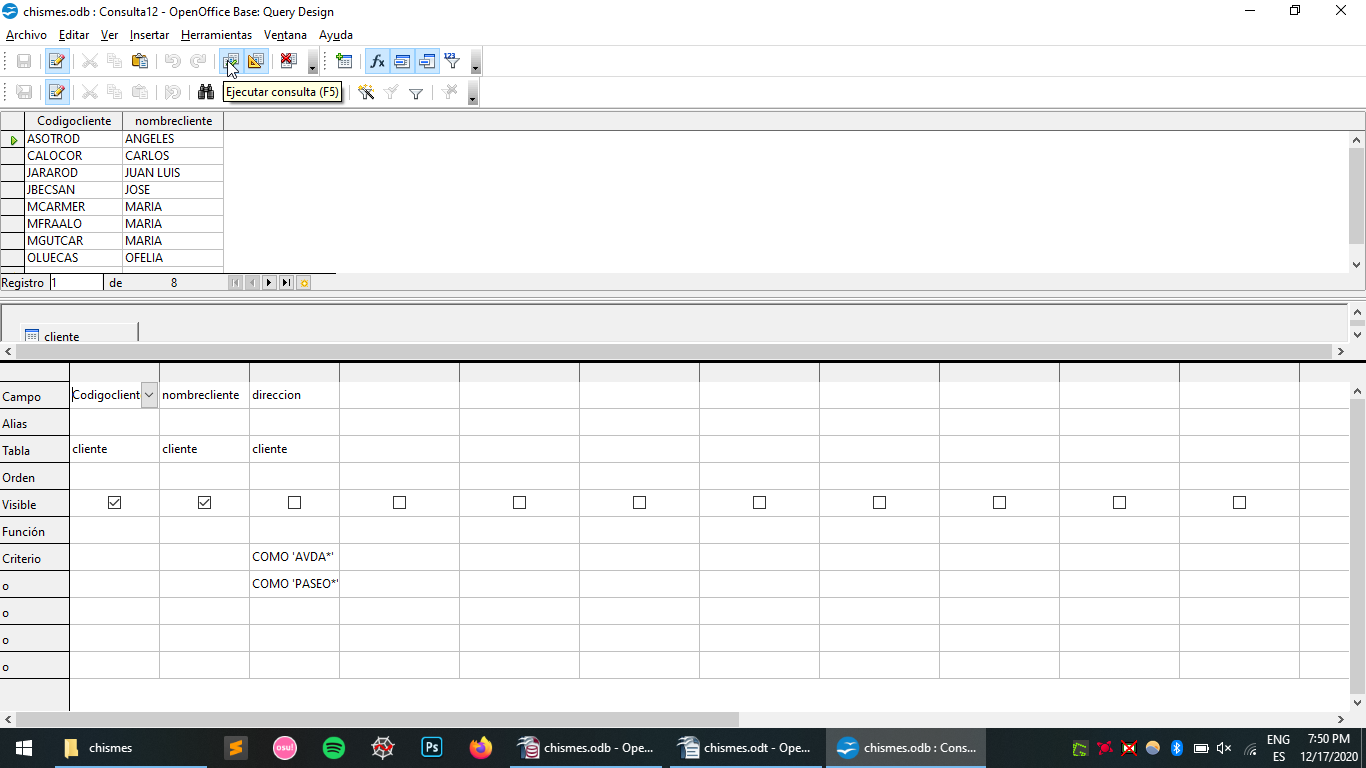 chismes.odb : Consulta12 - OpenOffice Base: Query Design
Archivo Editar Ver Insertar Herramientas Ventana Ayuda
Ejecutar consulta (F5)
Codigocliente nombrecliente
ASOTROD ANGELES
CALOCOR CARLOS
JARAROD JUAN LUIS
JBECSAN JOSE
MCARMER MARIA
MFRAALO MARIA
MGUTCAR MARIA
OLUECAS OFELIA
Registro 1 de 8
cliente
Campo Codigoclient nombrecliente direccion
Alias
Tabla cliente cliente cliente
Orden
Visible
Función
Criterio COMO 'AVDA*'
o COMO 'PASEO*'
o
o
o
chismes osu! Ps chismes.odb - Ope... chismes.odt - Ope... chismes.odb : Cons... ENG 7:50 PM
ES 12/17/2020